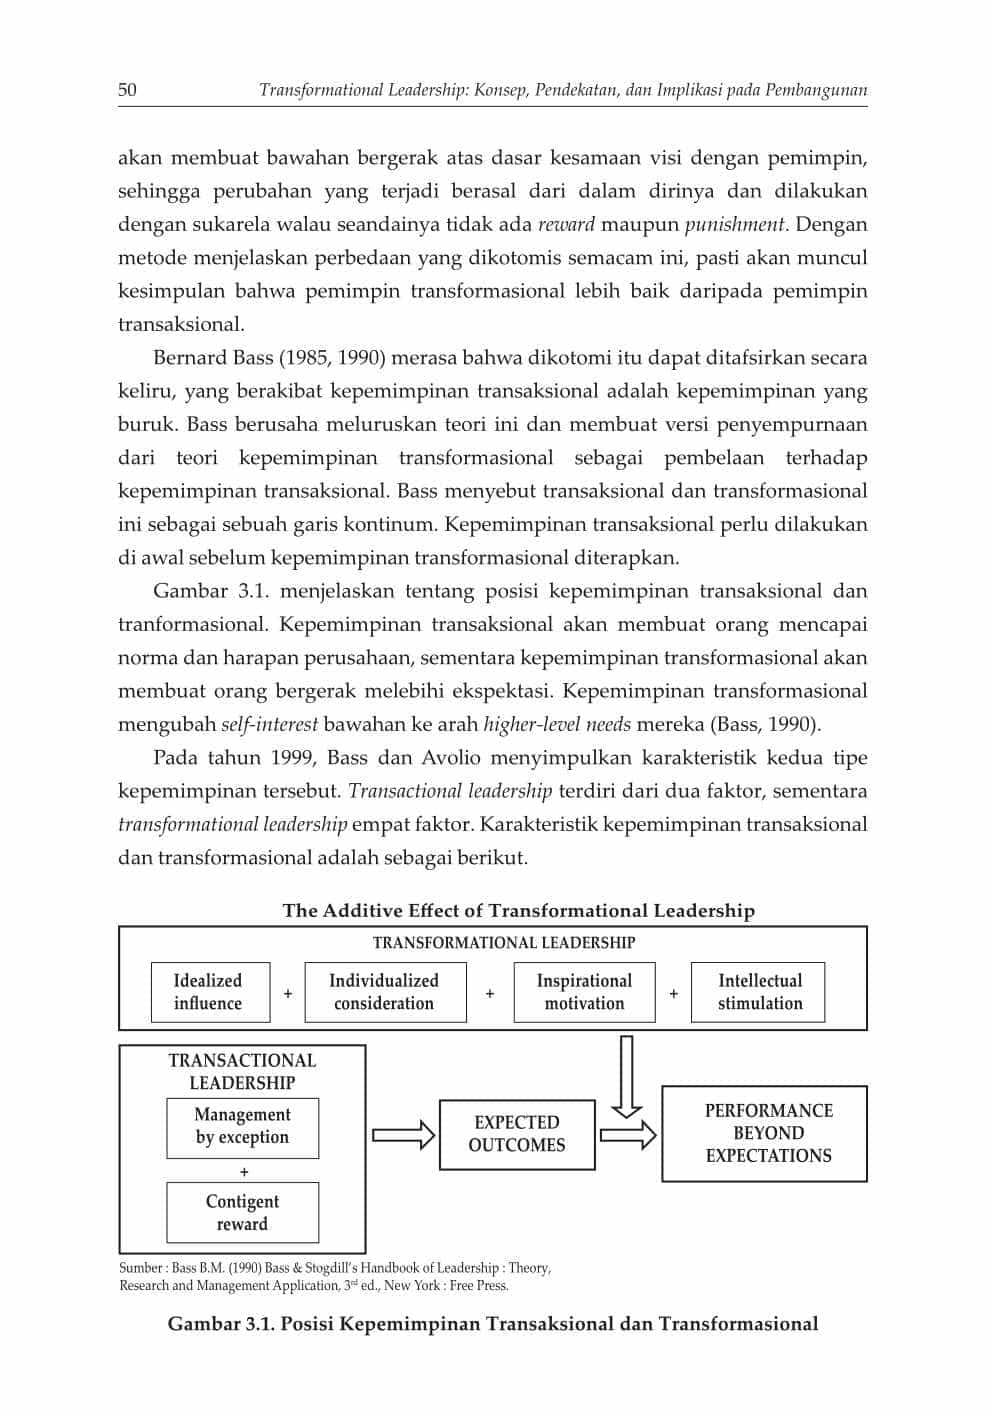 50 Transformational Leadership: Konsep, Pendekatan, dan Implikasi pada Pembangunan
akan membuat bawahan bergerak atas dasar kesamaan visi dengan pemimpin,
sehingga perubahan yang terjadi berasal dari dalam dirinya dan dilakukan
dengan sukarela walau seandainya tidak ada reward maupun punishment. Dengan
metode menjelaskan perbedaan yang dikotomis semacam ini, pasti akan muncul
kesimpulan bahwa pemimpin transformasional lebih baik daripada pemimpin
transaksional.
Bernard Bass (1985, 1990) merasa bahwa dikotomi itu dapat ditafsirkan secara
keliru, yang berakibat kepemimpinan transaksional adalah kepemimpinan yang
buruk. Bass berusaha meluruskan teori ini dan membuat versi penyempurnaan
dari teori kepemimpinan transformasional sebagai pembelaan terhadap
kepemimpinan transaksional. Bass menyebut transaksional dan transformasional
ini sebagai sebuah garis kontinum. Kepemimpinan transaksional perlu dilakukan
di awal sebelum kepemimpinan transformasional diterapkan.
Gambar 3.1. menjelaskan tentang posisi kepemimpinan transaksional dan
tranformasional. Kepemimpinan transaksional akan membuat orang mencapai
norma dan harapan perusahaan, sementara kepemimpinan transformasional akan
membuat orang bergerak melebihi ekspektasi. Kepemimpinan transformasional
mengubah self-interest bawahan ke arah higher-level needs mereka (Bass, 1990).
Pada tahun 1999, Bass dan Avolio menyimpulkan karakteristik kedua tipe
kepemimpinan tersebut. Transactional leadership terdiri dari dua faktor, sementara
transformational leadership empat faktor. Karakteristik kepemimpinan transaksional
dan transformasional adalah sebagai berikut.
The Additive Effect of Transformational Leadership
TRANSFORMATIONAL LEADERSHIP
Idealized
influence
+
Individualized
consideration
+
Inspirational
motivation
+
Intellectual
stimulation
TRANSACTIONAL
LEADERSHIP
Management
by exception
+
Contigent
reward
EXPECTED
OUTCOMES
PERFORMANCE
BEYOND
EXPECTATIONS
Sumber : Bass B.M. (1990) Bass & Stogdill's Handbook of Leadership : Theory,
Research and Management Application, 3rd ed., New York : Free Press.
Gambar 3.1. Posisi Kepemimpinan Transaksional dan Transformasional